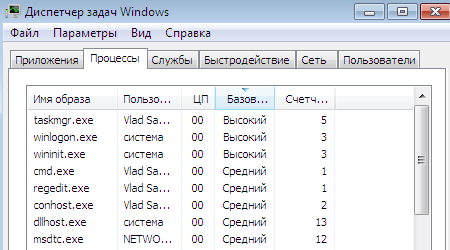 Диспетчер задач Windows
Файл Параметры Вид Справка
Приложения Процессы Службы Быстродействие Сеть Пользователи
Имя образа Пользо... ЦП Базов... Счетч...
taskmgr.exe Vlad Sa... 00 Высокий 5
winlogon.exe система 00 Высокий 3
wininit.exe система 00 Высокий 3
cmd.exe Vlad Sa... 00 Средний 1
regedit.exe Vlad Sa... 00 Средний 1
conhost.exe Vlad Sa... 00 Средний 2
dllhost.exe система 00 Средний 13
msdtc.exe NETWO... 00 Средний 12